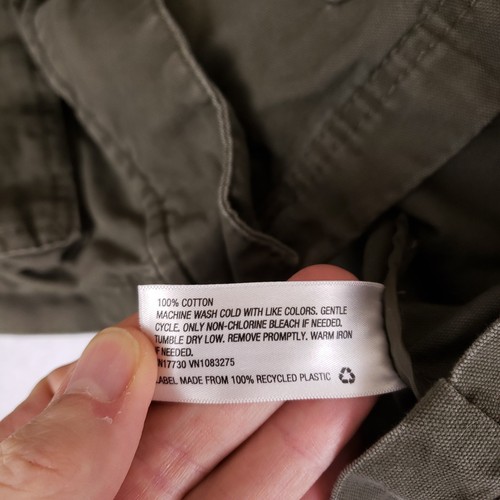 100% COTTON
MACHINE WASH COLD WITH LIKE COLORS. GENTLE
CYCLE. ONLY NON-CHLORINE BLEACH IF NEEDED.
TUMBLE DRY LOW. REMOVE PROMPTLY. WARM IRON
IF NEEDED.
N17730 VN1083275
LABEL MADE FROM 100% RECYCLED PLASTIC